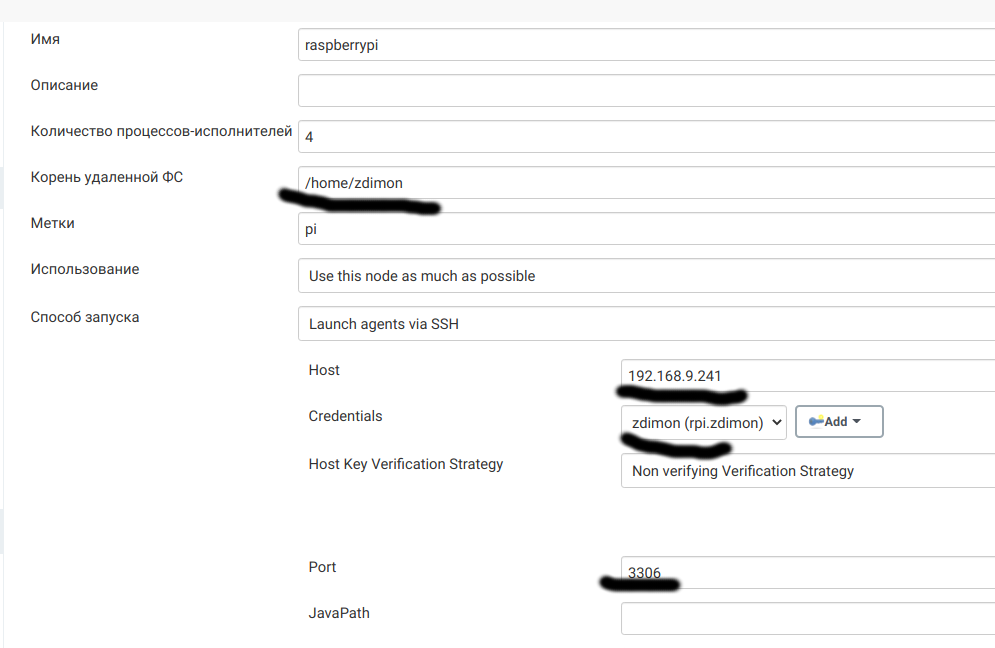 Имя raspberrypi
Описание
Количество процессов-исполнителей 4
Корень удаленной ФС /home/zdimon
Метки pi
Использование Use this node as much as possible
Способ запуска Launch agents via SSH
Host 192.168.9.241
Credentials zdimon (rpi.zdimon) Add
Host Key Verification Strategy Non verifying Verification Strategy
Port 3306
JavaPath